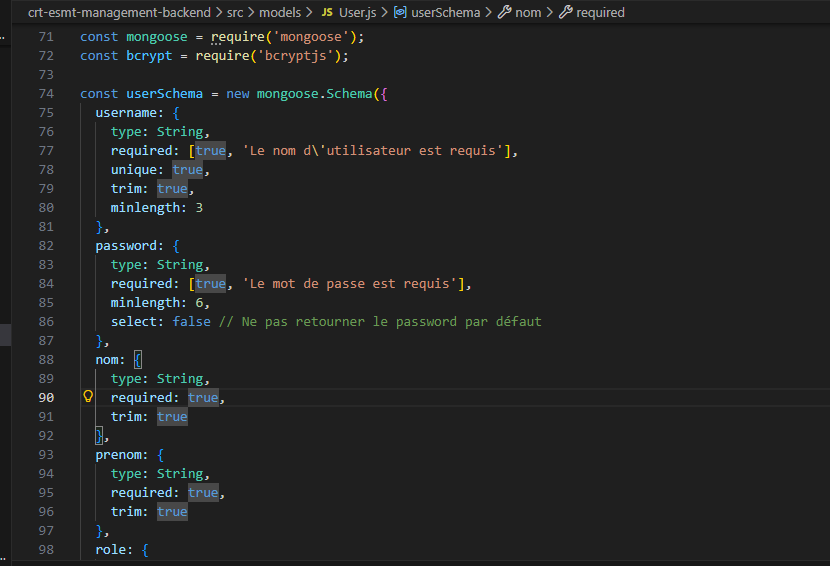 crt-esmt-management-backend > src > models > JS User.js > userSchema > nom > required
71 const mongoose = require('mongoose');
72 const bcrypt = require('bcryptjs');
73
74 const userSchema = new mongoose.Schema({
75 username: {
76 type: String,
77 required: [true, 'Le nom d\'utilisateur est requis'],
78 unique: true,
79 trim: true,
80 minlength: 3
81 },
82 password: {
83 type: String,
84 required: [true, 'Le mot de passe est requis'],
85 minlength: 6,
86 select: false // Ne pas retourner le password par défaut
87 },
88 nom: {
89 type: String,
90 required: true,
91 trim: true
92 },
93 prenom: {
94 type: String,
95 required: true,
96 trim: true
97 },
98 role: {